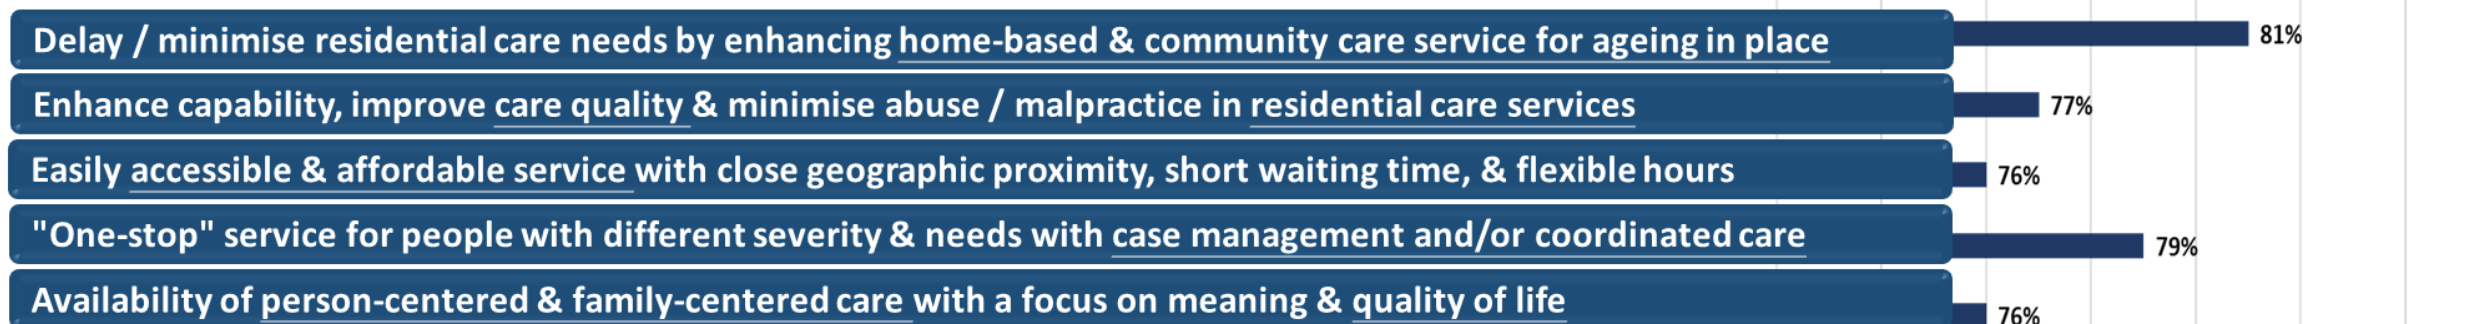 Delay / minimise residential care needs by enhancing home-based & community care service for ageing in place 81%
Enhance capability, improve care quality & minimise abuse / malpractice in residential care services 77%
Easily accessible & affordable service with close geographic proximity, short waiting time, & flexible hours 76%
"One-stop" service for people with different severity & needs with case management and/or coordinated care 79%
Availability of person-centered & family-centered care with a focus on meaning & quality of life 76%